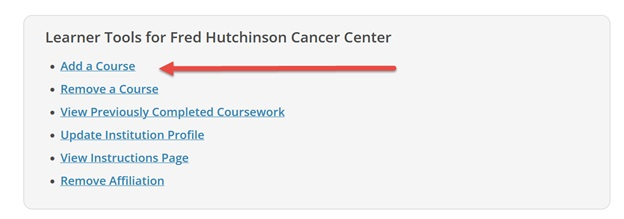 Learner Tools for Fred Hutchinson Cancer Center
Add a Course
Remove a Course
View Previously Completed Coursework
Update Institution Profile
View Instructions Page
Remove Affiliation